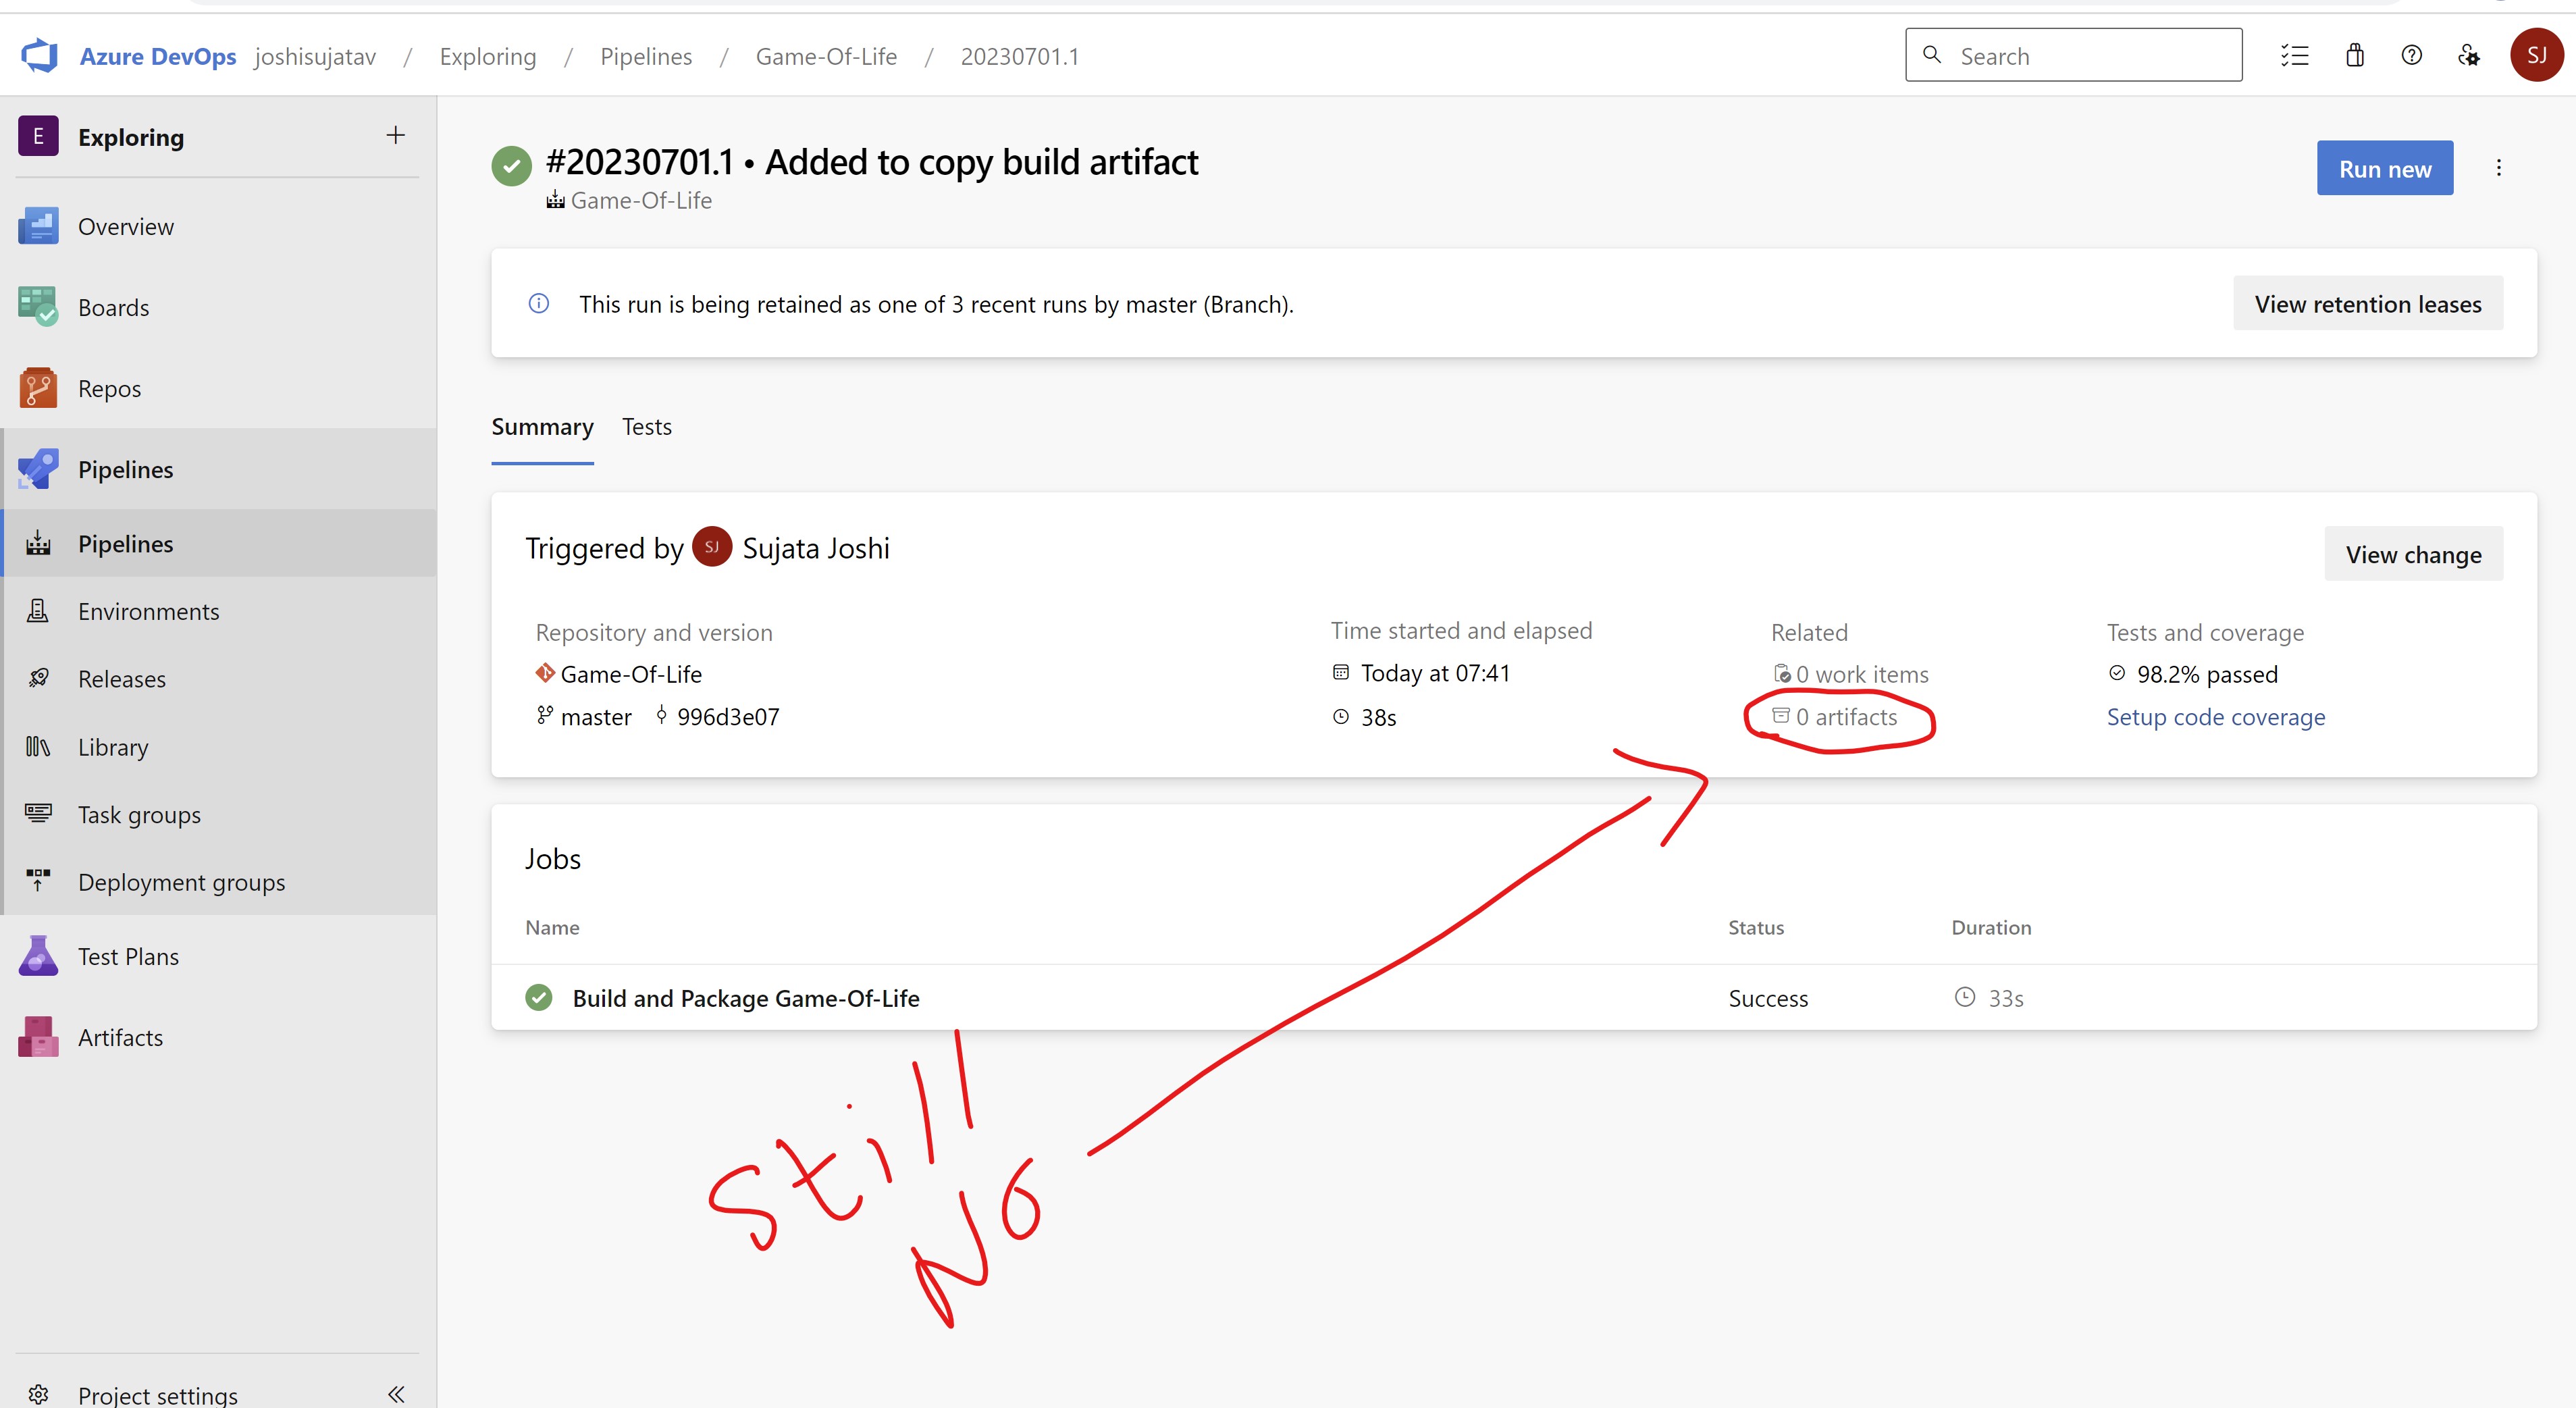 Azure DevOps joshisujatav / Exploring / Pipelines / Game-Of-Life / 20230701.1
Search
SJ
E Exploring
Overview
Boards
Repos
Pipelines
Pipelines
Environments
Releases
Library
Task groups
Deployment groups
Test Plans
Artifacts
Project settings
#20230701.1 • Added to copy build artifact
Game-Of-Life
Run new
This run is being retained as one of 3 recent runs by master (Branch).
View retention leases
Summary Tests
Triggered by SJ Sujata Joshi
View change
Repository and version
Game-Of-Life
master 996d3e07
Time started and elapsed
Today at 07:41
38s
Related
0 work items
0 artifacts
Tests and coverage
98.2% passed
Setup code coverage
Jobs
Name Status Duration
Build and Package Game-Of-Life Success 33s
Still
No